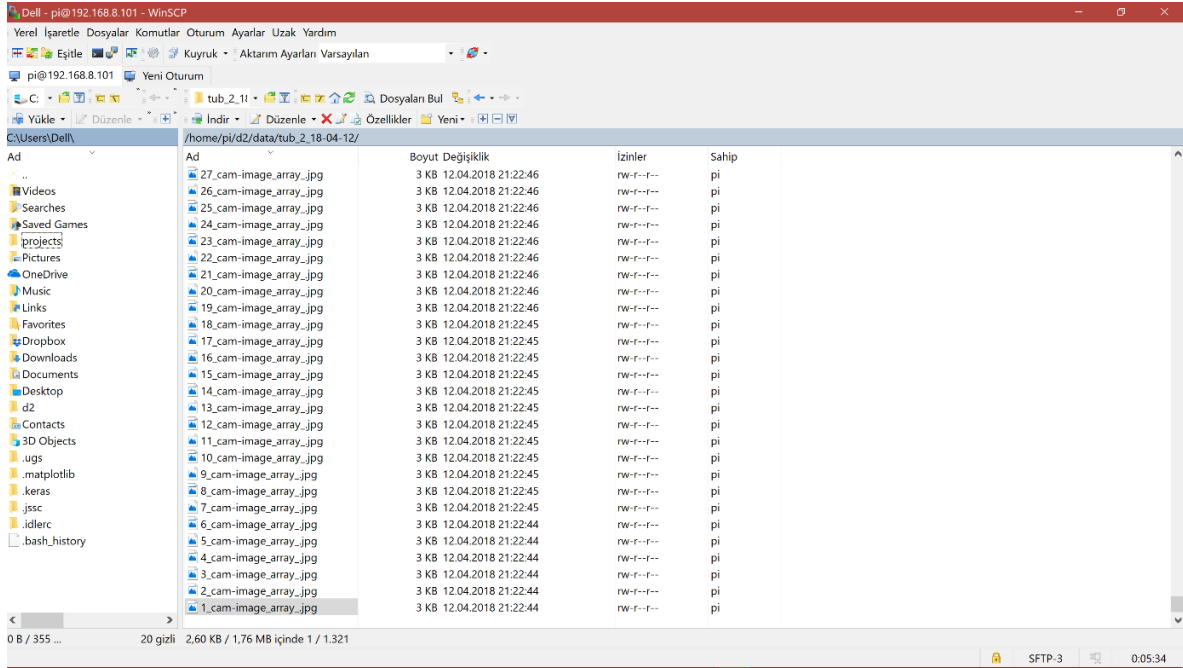 Dell - pi@192.168.8.101 - WinSCP
Yerel İşaretle Dosyalar Komutlar Oturum Ayarlar Uzak Yardım
Eşitle Kuyruk Aktarım Ayarları Varsayılan
pi@192.168.8.101 Yeni Oturum
C: tub_2_18 Dosyaları Bul
Yükle Düzenle İndir Düzenle Özellikler Yeni
C:\Users\Dell\ /home/pi/d2/data/tub_2_18-04-12/
Ad Ad Boyut Değişiklik İzinler Sahip
.. 27_cam-image_array_.jpg 3 KB 12.04.2018 21:22:46 rw-r--r-- pi
Videos 26_cam-image_array_.jpg 3 KB 12.04.2018 21:22:46 rw-r--r-- pi
Searches 25_cam-image_array_.jpg 3 KB 12.04.2018 21:22:46 rw-r--r-- pi
Saved Games 24_cam-image_array_.jpg 3 KB 12.04.2018 21:22:46 rw-r--r-- pi
projects 23_cam-image_array_.jpg 3 KB 12.04.2018 21:22:46 rw-r--r-- pi
Pictures 22_cam-image_array_.jpg 3 KB 12.04.2018 21:22:46 rw-r--r-- pi
OneDrive 21_cam-image_array_.jpg 3 KB 12.04.2018 21:22:46 rw-r--r-- pi
Music 20_cam-image_array_.jpg 3 KB 12.04.2018 21:22:46 rw-r--r-- pi
Links 19_cam-image_array_.jpg 3 KB 12.04.2018 21:22:46 rw-r--r-- pi
Favorites 18_cam-image_array_.jpg 3 KB 12.04.2018 21:22:45 rw-r--r-- pi
Dropbox 17_cam-image_array_.jpg 3 KB 12.04.2018 21:22:45 rw-r--r-- pi
Downloads 16_cam-image_array_.jpg 3 KB 12.04.2018 21:22:45 rw-r--r-- pi
Documents 15_cam-image_array_.jpg 3 KB 12.04.2018 21:22:45 rw-r--r-- pi
Desktop 14_cam-image_array_.jpg 3 KB 12.04.2018 21:22:45 rw-r--r-- pi
d2 13_cam-image_array_.jpg 3 KB 12.04.2018 21:22:45 rw-r--r-- pi
Contacts 12_cam-image_array_.jpg 3 KB 12.04.2018 21:22:45 rw-r--r-- pi
3D Objects 11_cam-image_array_.jpg 3 KB 12.04.2018 21:22:45 rw-r--r-- pi
.ugs 10_cam-image_array_.jpg 3 KB 12.04.2018 21:22:45 rw-r--r-- pi
.matplotlib 9_cam-image_array_.jpg 3 KB 12.04.2018 21:22:45 rw-r--r-- pi
.keras 8_cam-image_array_.jpg 3 KB 12.04.2018 21:22:45 rw-r--r-- pi
.jssc 7_cam-image_array_.jpg 3 KB 12.04.2018 21:22:45 rw-r--r-- pi
.idlerc 6_cam-image_array_.jpg 3 KB 12.04.2018 21:22:44 rw-r--r-- pi
.bash_history 5_cam-image_array_.jpg 3 KB 12.04.2018 21:22:44 rw-r--r-- pi
4_cam-image_array_.jpg 3 KB 12.04.2018 21:22:44 rw-r--r-- pi
3_cam-image_array_.jpg 3 KB 12.04.2018 21:22:44 rw-r--r-- pi
2_cam-image_array_.jpg 3 KB 12.04.2018 21:22:44 rw-r--r-- pi
1_cam-image_array_.jpg 3 KB 12.04.2018 21:22:44 rw-r--r-- pi
0 B / 355 ... 20 gizli 2,60 KB / 1,76 MB içinde 1 / 1.321
SFTP-3 0:05:34